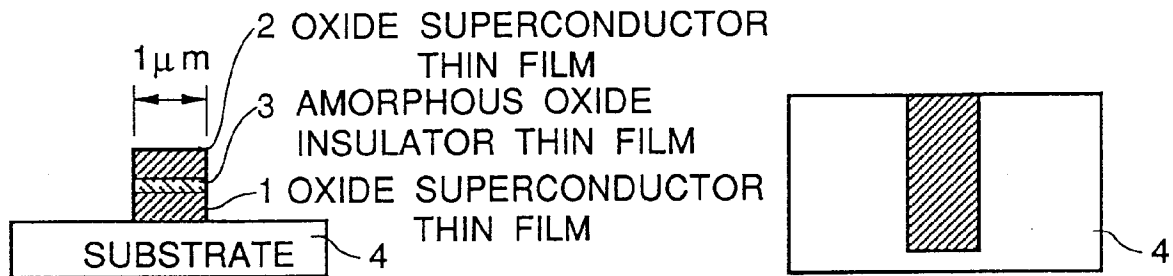 2 OXIDE SUPERCONDUCTOR
THIN FILM
1μm
3 AMORPHOUS OXIDE
INSULATOR THIN FILM
1 OXIDE SUPERCONDUCTOR
THIN FILM
SUBSTRATE
4
4